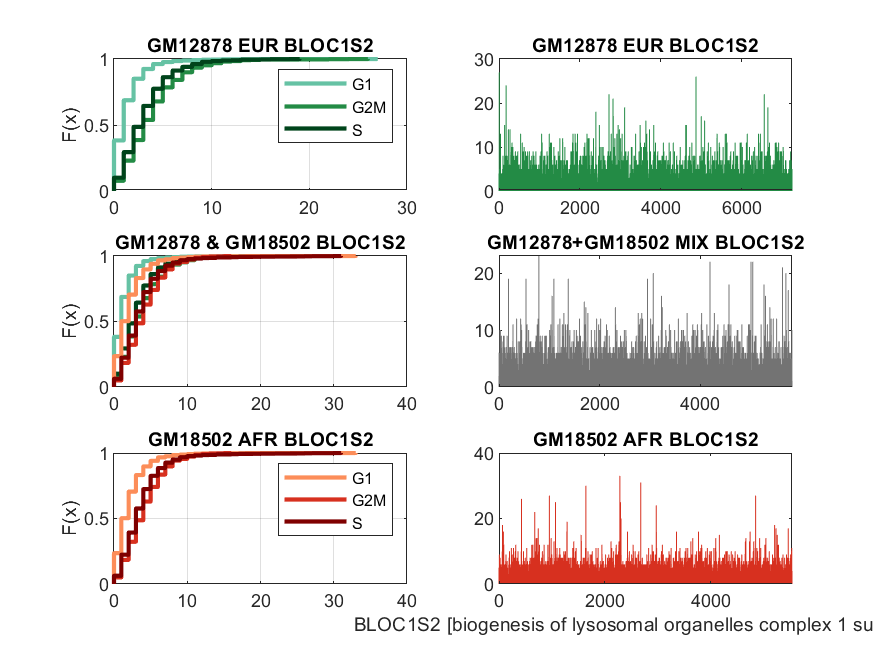 GM12878 EUR BLOC1S2
F(x)
1
0.5
0
0
10
20
30
G1
G2M
S
GM12878 EUR BLOC1S2
30
20
10
0
0
2000
4000
6000
GM12878 & GM18502 BLOC1S2
F(x)
1
0.5
0
0
10
20
30
40
GM12878+GM18502 MIX BLOC1S2
20
10
0
0
2000
4000
GM18502 AFR BLOC1S2
F(x)
1
0.5
0
0
10
20
30
40
G1
G2M
S
GM18502 AFR BLOC1S2
40
20
0
0
2000
4000
BLOC1S2 [biogenesis of lysosomal organelles complex 1 su